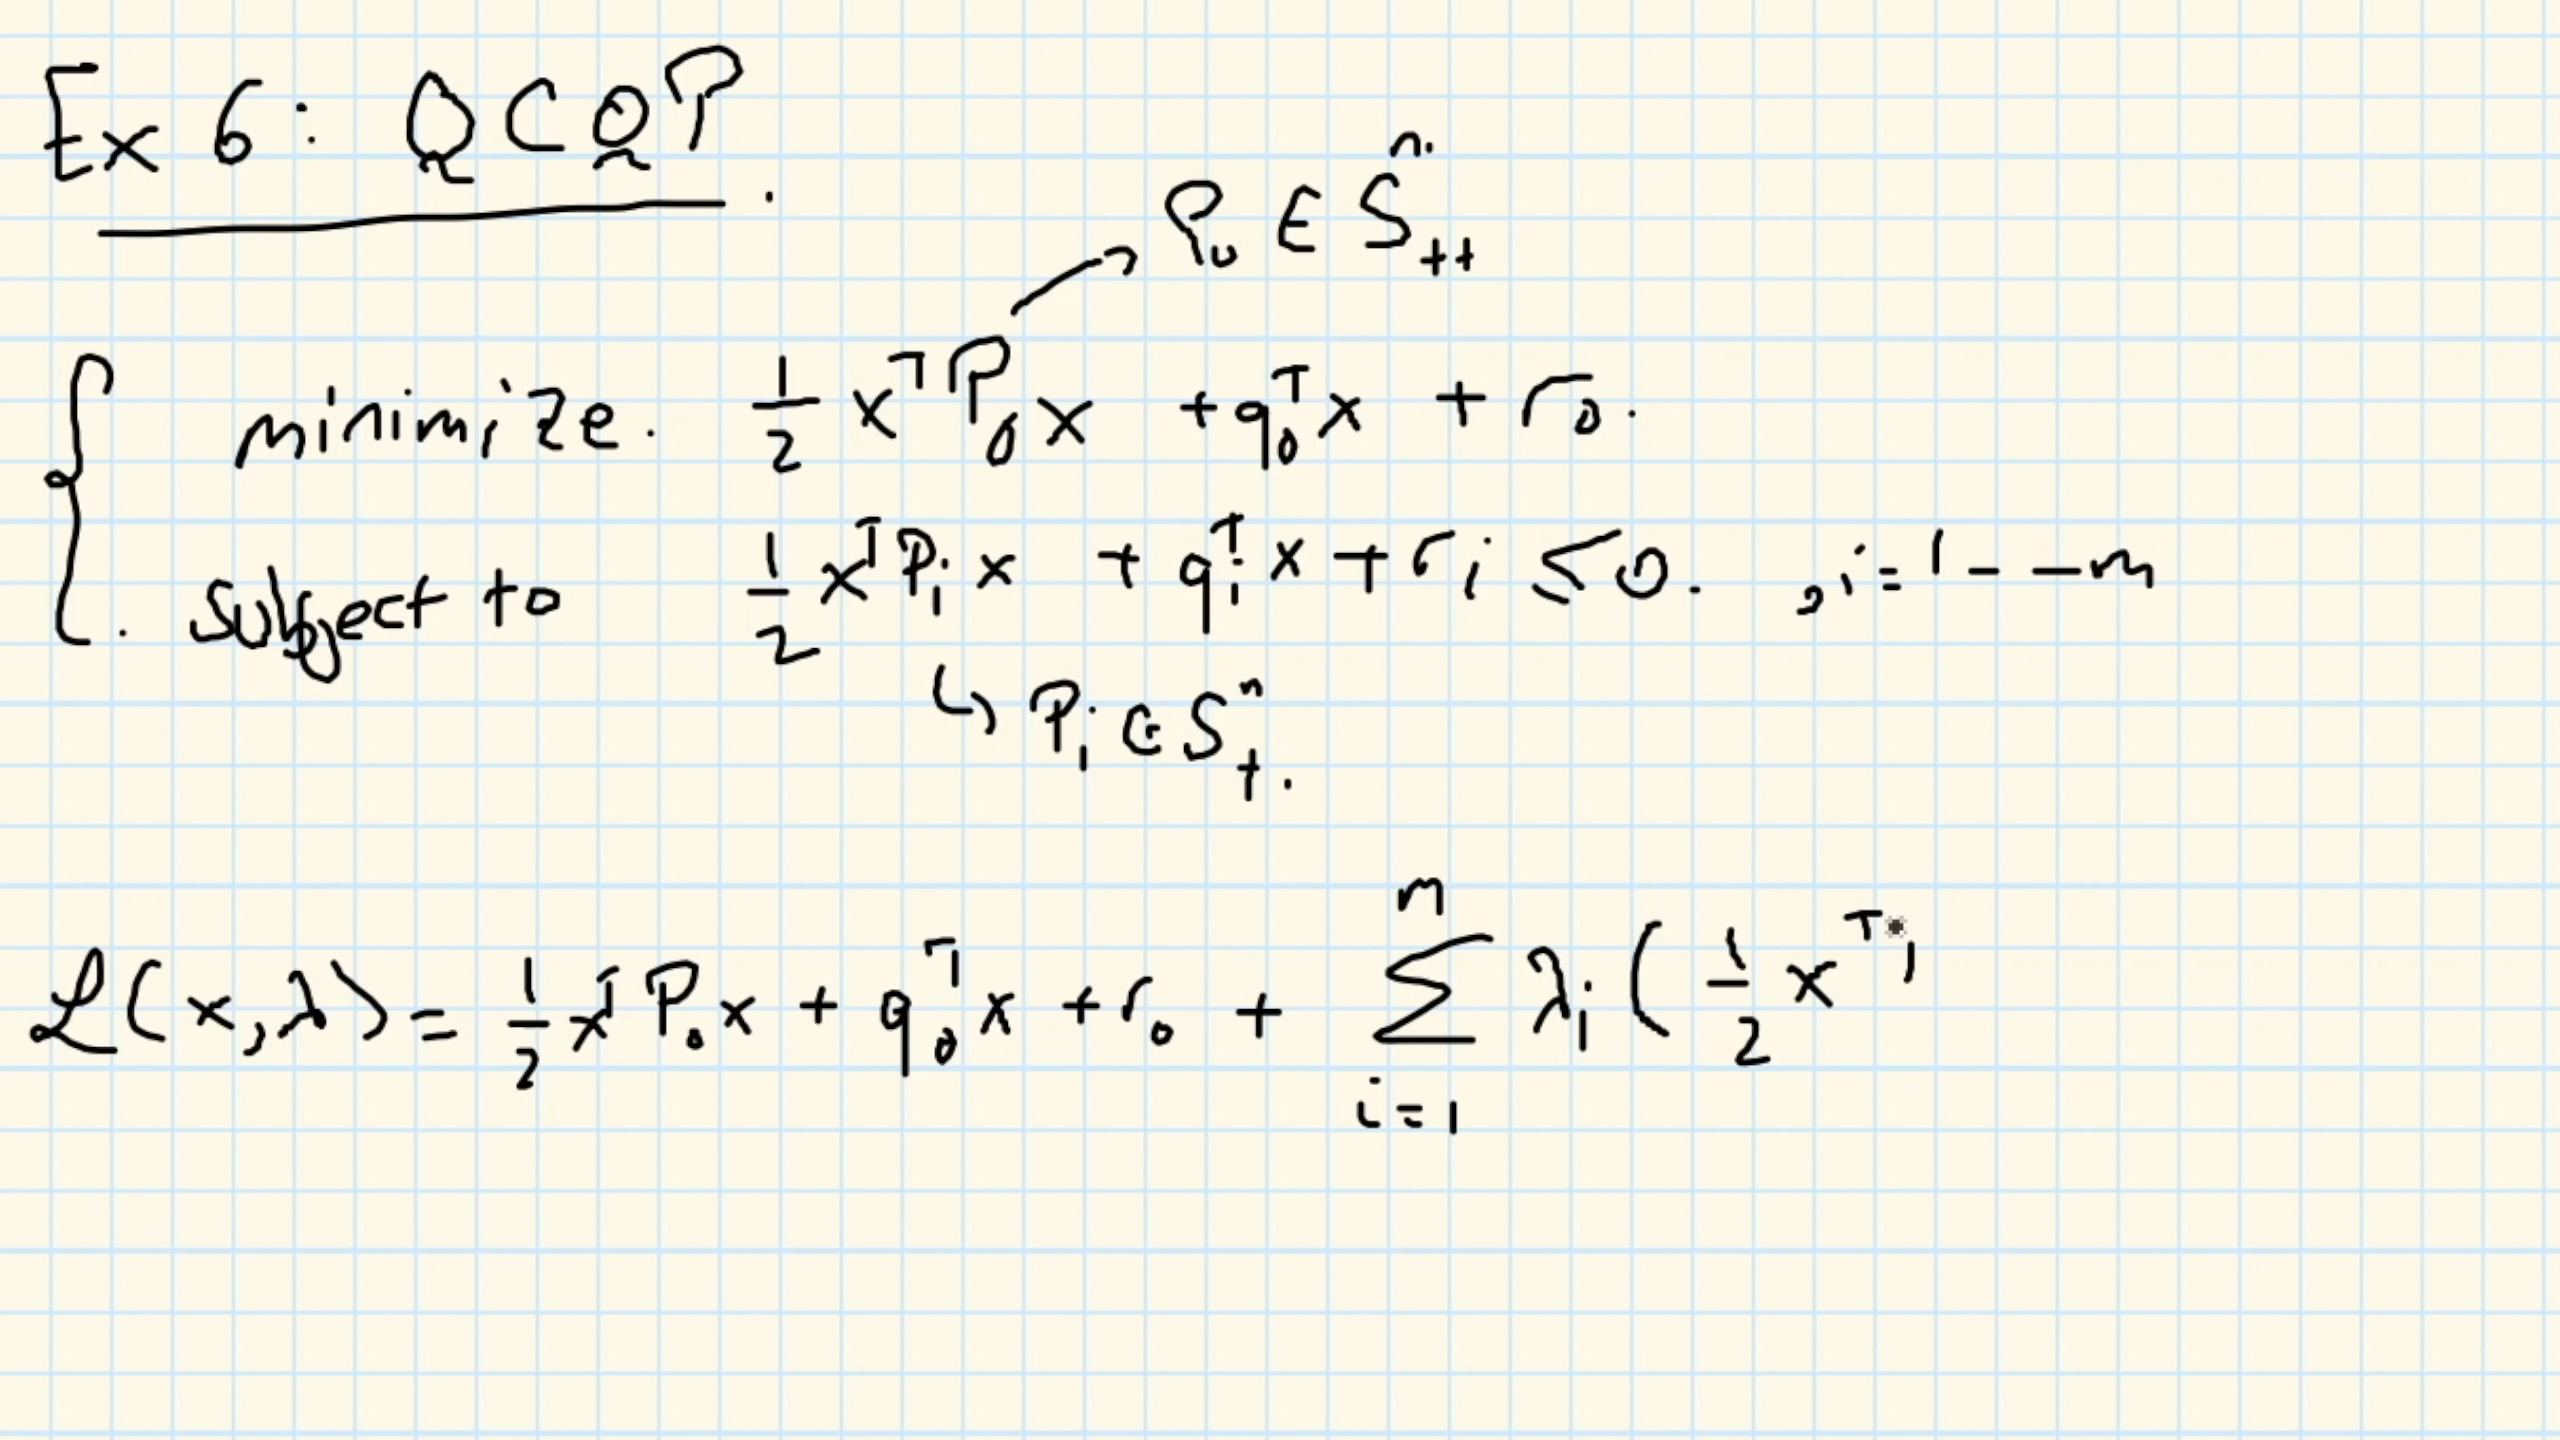 Ex 6: QCQP.
P₀ ∈ Sⁿ₊₊
minimize. 1/2 xᵀP₀x + q₀ᵀx + r₀.
subject to 1/2 xᵀPᵢx + qᵢᵀx + rᵢ ≤ 0. , i = 1 - - m
↳ Pᵢ ∈ Sⁿ₊.
ℒ(x, λ) = 1/2 xᵀP₀x + q₀ᵀx + r₀ + ∑ᵢ₌₁ᵐ λᵢ ( 1/2 xᵀ